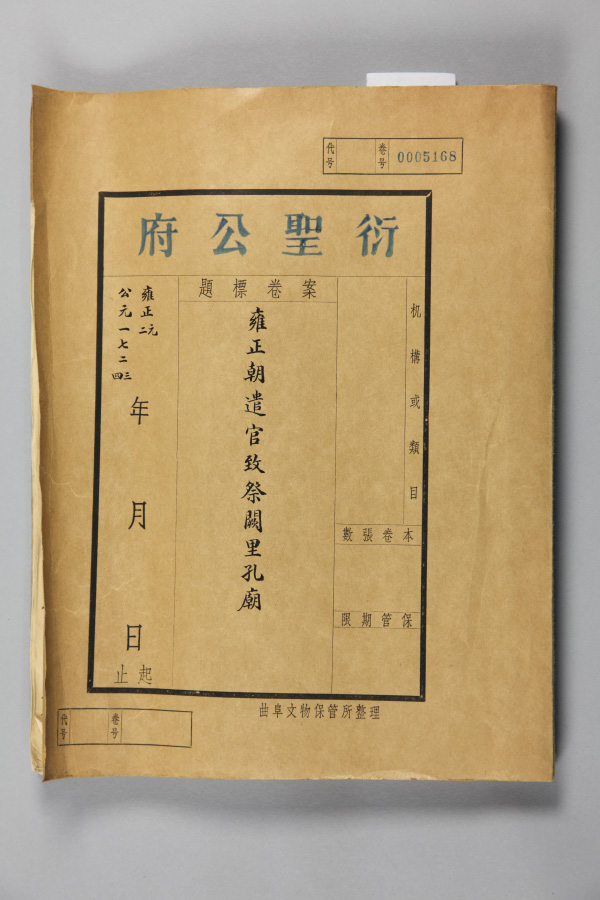 代号
卷号 0005168
衍聖公府
机構或類目
本卷張數
保管期限
案卷標題
雍正朝遣官致祭闕里孔廟
雍正元二
公元一七二三四
年 月 日
起止
曲阜文物保管所整理
代号
卷号